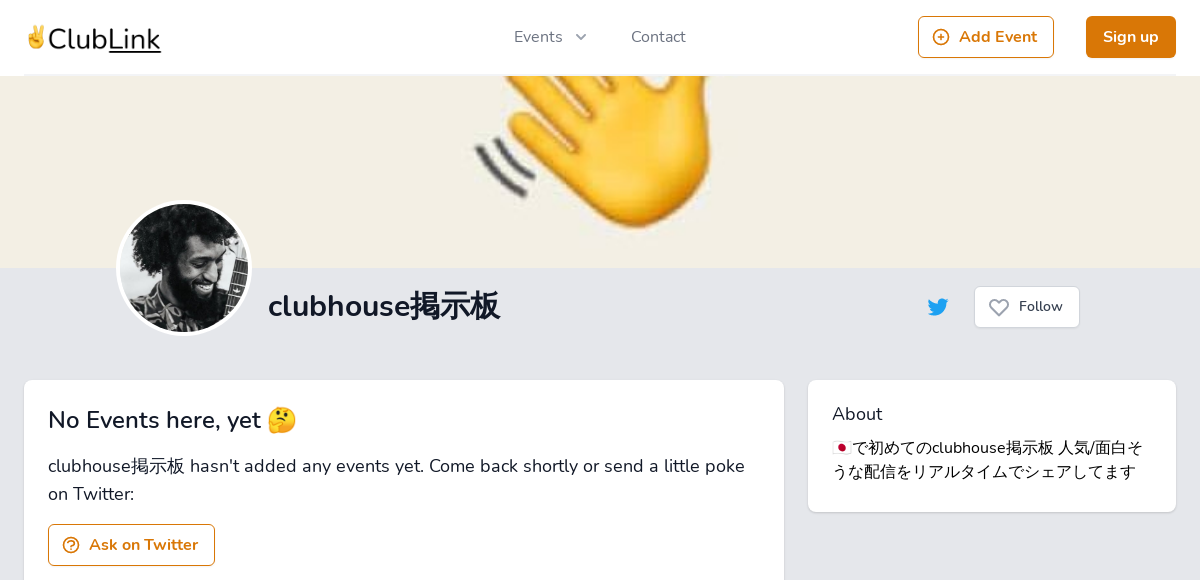 ✌️ClubLink
Events
Contact
Add Event
Sign up
clubhouse掲示板
Follow
No Events here, yet 🤔
clubhouse掲示板 hasn't added any events yet. Come back shortly or send a little poke
on Twitter:
Ask on Twitter
About
🇯🇵で初めてのclubhouse掲示板 人気/面白そ
うな配信をリアルタイムでシェアしてます